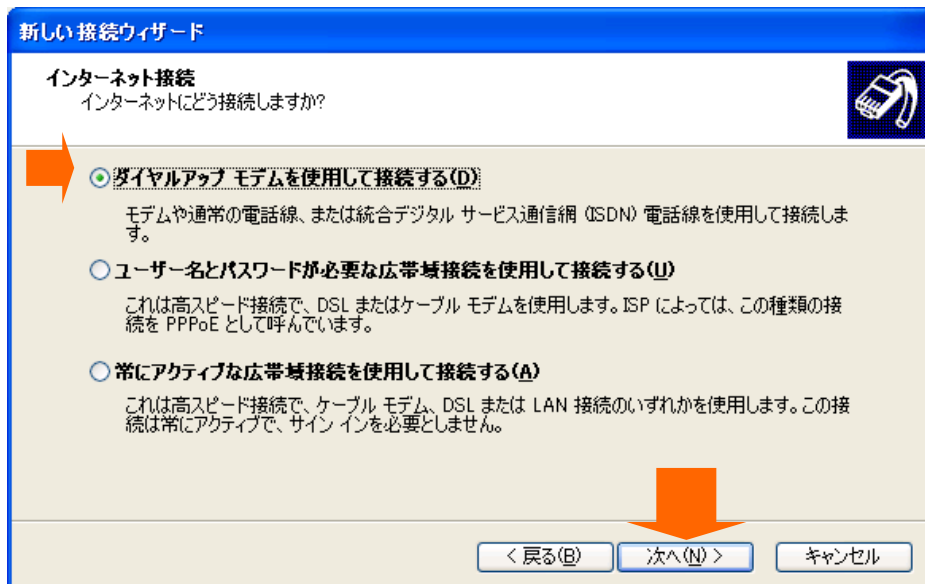 新しい接続ウィザード
インターネット接続
インターネットにどう接続しますか?
ダイヤルアップ モデムを使用して接続する(D)
モデムや通常の電話線、または統合デジタル サービス通信網 (ISDN) 電話線を使用して接続しま
す。
ユーザー名とパスワードが必要な広帯域接続を使用して接続する(U)
これは高スピード接続で、DSL またはケーブル モデムを使用します。ISP によっては、この種類の接
続を PPPoE として呼んでいます。
常にアクティブな広帯域接続を使用して接続する(A)
これは高スピード接続で、ケーブル モデム、DSL または LAN 接続のいずれかを使用します。この接
続は常にアクティブで、サイン インを必要としません。
< 戻る(B) 次へ(N) > キャンセル